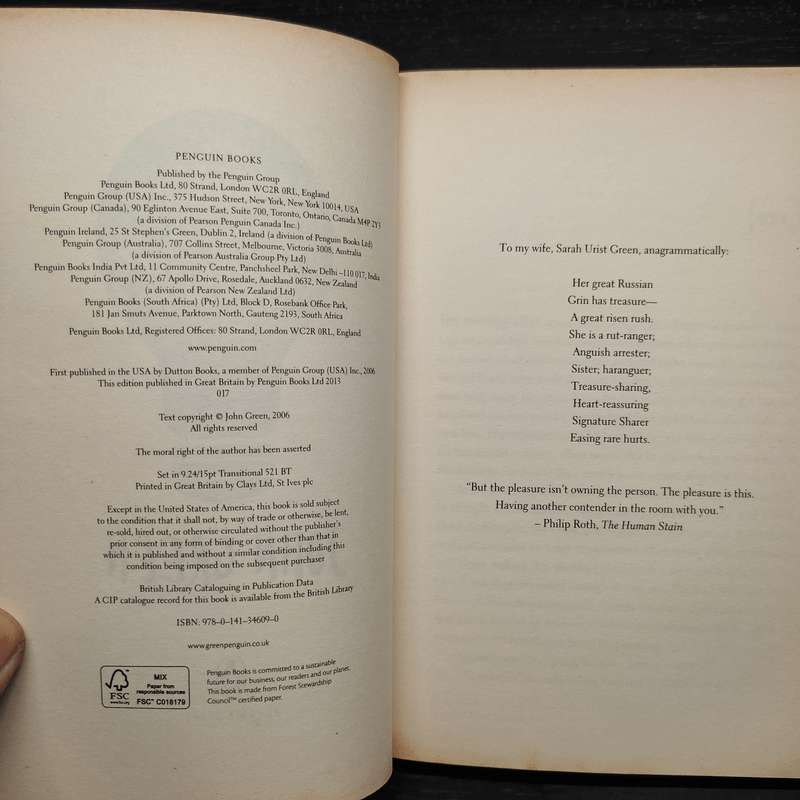 PENGUIN BOOKS
Published by the Penguin Group
Penguin Books Ltd, 80 Strand, London WC2R 0RL, England
Penguin Group (USA) Inc., 375 Hudson Street, New York, New York 10014, USA
Penguin Group (Canada), 90 Eglinton Avenue East, Suite 700, Toronto, Ontario, Canada M4P 2Y3
(a division of Pearson Penguin Canada Inc.)
Penguin Ireland, 25 St Stephen's Green, Dublin 2, Ireland (a division of Penguin Books Ltd)
Penguin Group (Australia), 707 Collins Street, Melbourne, Victoria 3008, Australia
(a division of Pearson Australia Group Pty Ltd)
Penguin Books India Pvt Ltd, 11 Community Centre, Panchsheel Park, New Delhi – 110 017, India
Penguin Group (NZ), 67 Apollo Drive, Rosedale, Auckland 0632, New Zealand
(a division of Pearson New Zealand Ltd)
Penguin Books (South Africa) (Pty) Ltd, Block D, Rosebank Office Park,
181 Jan Smuts Avenue, Parktown North, Gauteng 2193, South Africa
Penguin Books Ltd, Registered Offices: 80 Strand, London WC2R 0RL, England
www.penguin.com
First published in the USA by Dutton Books, a member of Penguin Group (USA) Inc., 2006
This edition published in Great Britain by Penguin Books Ltd 2013
017
Text copyright © John Green, 2006
All rights reserved
The moral right of the author has been asserted
Set in 9.24/15pt Transitional 521 BT
Printed in Great Britain by Clays Ltd, St Ives plc
Except in the United States of America, this book is sold subject
to the condition that it shall not, by way of trade or otherwise, be lent,
re-sold, hired out, or otherwise circulated without the publisher's
prior consent in any form of binding or cover other than that in
which it is published and without a similar condition including this
condition being imposed on the subsequent purchaser
British Library Cataloguing in Publication Data
A CIP catalogue record for this book is available from the British Library
ISBN: 978–0–141–34609–0
www.greenpenguin.co.uk
FSC
www.fsc.org
MIX
Paper from
responsible sources
FSC™ C018179
Penguin Books is committed to a sustainable
future for our business, our readers and our planet.
This book is made from Forest Stewardship
Council™ certified paper.
To my wife, Sarah Urist Green, anagrammatically:
Her great Russian
Grin has treasure—
A great risen rush.
She is a rut-ranger;
Anguish arrester;
Sister; haranguer;
Treasure-sharing,
Heart-reassuring
Signature Sharer
Easing rare hurts.
"But the pleasure isn't owning the person. The pleasure is this.
Having another contender in the room with you."
– Philip Roth, The Human Stain